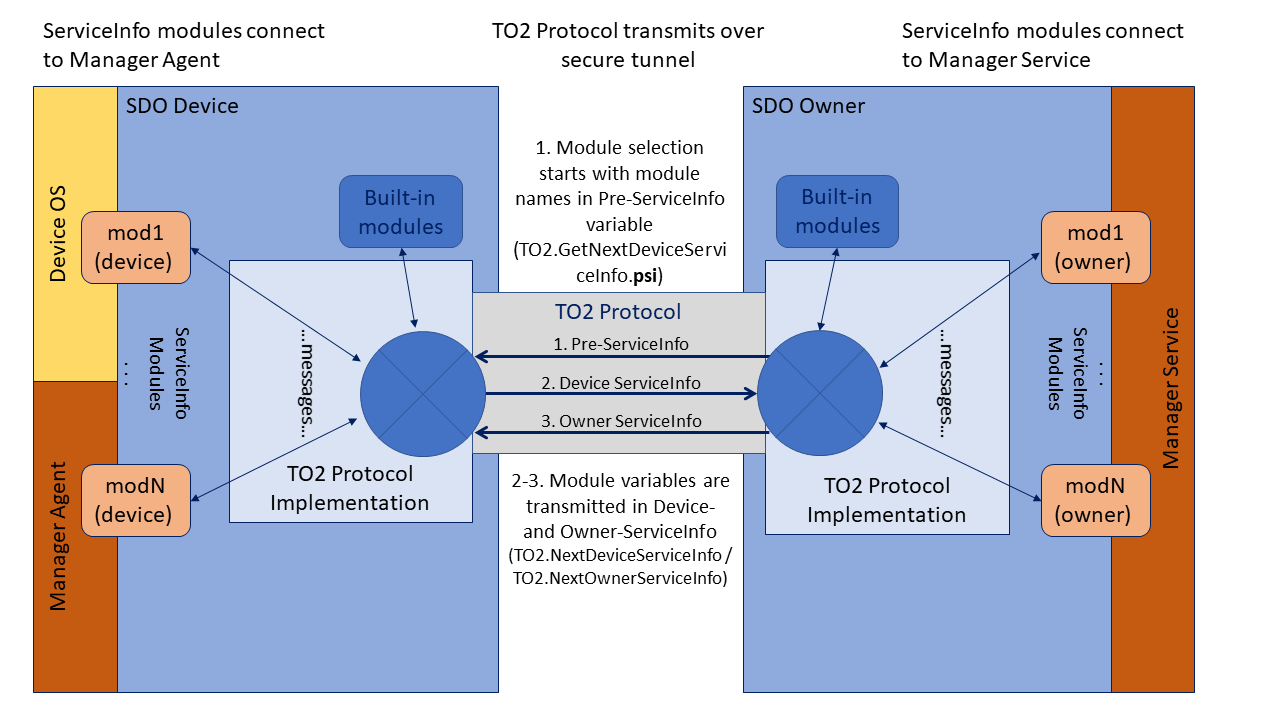 ServiceInfo modules connect
to Manager Agent
TO2 Protocol transmits over
secure tunnel
ServiceInfo modules connect
to Manager Service
SDO Device
Device OS
Manager Agent
mod1
(device)
Built-in
modules
ServiceInfo
Modules
...
...messages...
modN
(device)
TO2 Protocol
Implementation
1. Module selection
starts with module
names in Pre-ServiceInfo
variable
(TO2.GetNextDeviceServi
ceInfo.psi)
TO2 Protocol
1. Pre-ServiceInfo
2. Device ServiceInfo
3. Owner ServiceInfo
2-3. Module variables are
transmitted in Device-
and Owner-ServiceInfo
(TO2.NextDeviceServiceInfo /
TO2.NextOwnerServiceInfo)
SDO Owner
Built-in
modules
mod1
(owner)
...messages...
ServiceInfo
Modules
...
modN
(owner)
TO2 Protocol
Implementation
Manager Service